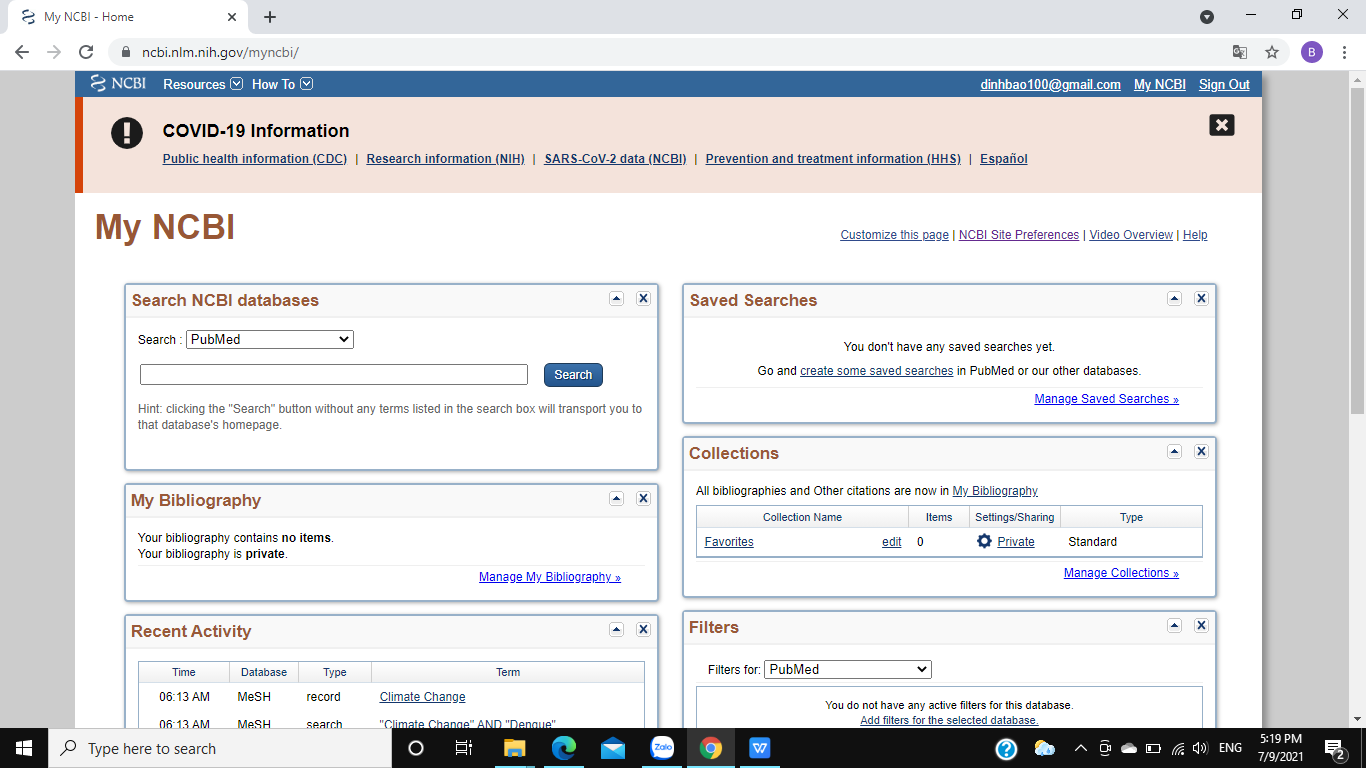 My NCBI - Home
ncbi.nlm.nih.gov/myncbi/
B
NCBI Resources How To dinhbao100@gmail.com My NCBI Sign Out
COVID-19 Information
Public health information (CDC) | Research information (NIH) | SARS-CoV-2 data (NCBI) | Prevention and treatment information (HHS) | Español
My NCBI
Customize this page | NCBI Site Preferences | Video Overview | Help
Search NCBI databases
Search : PubMed
Search
Hint: clicking the "Search" button without any terms listed in the search box will transport you to
that database's homepage.
My Bibliography
Your bibliography contains no items.
Your bibliography is private.
Manage My Bibliography »
Recent Activity
Time Database Type Term
06:13 AM MeSH record Climate Change
06:13 AM MeSH search "Climate Change" AND "Dengue"
Saved Searches
You don't have any saved searches yet.
Go and create some saved searches in PubMed or our other databases.
Manage Saved Searches »
Collections
All bibliographies and Other citations are now in My Bibliography
Collection Name Items Settings/Sharing Type
Favorites edit 0 Private Standard
Manage Collections »
Filters
Filters for: PubMed
You do not have any active filters for this database.
Add filters for the selected database.
Type here to search
Zalo
ENG
5:19 PM
7/9/2021
2